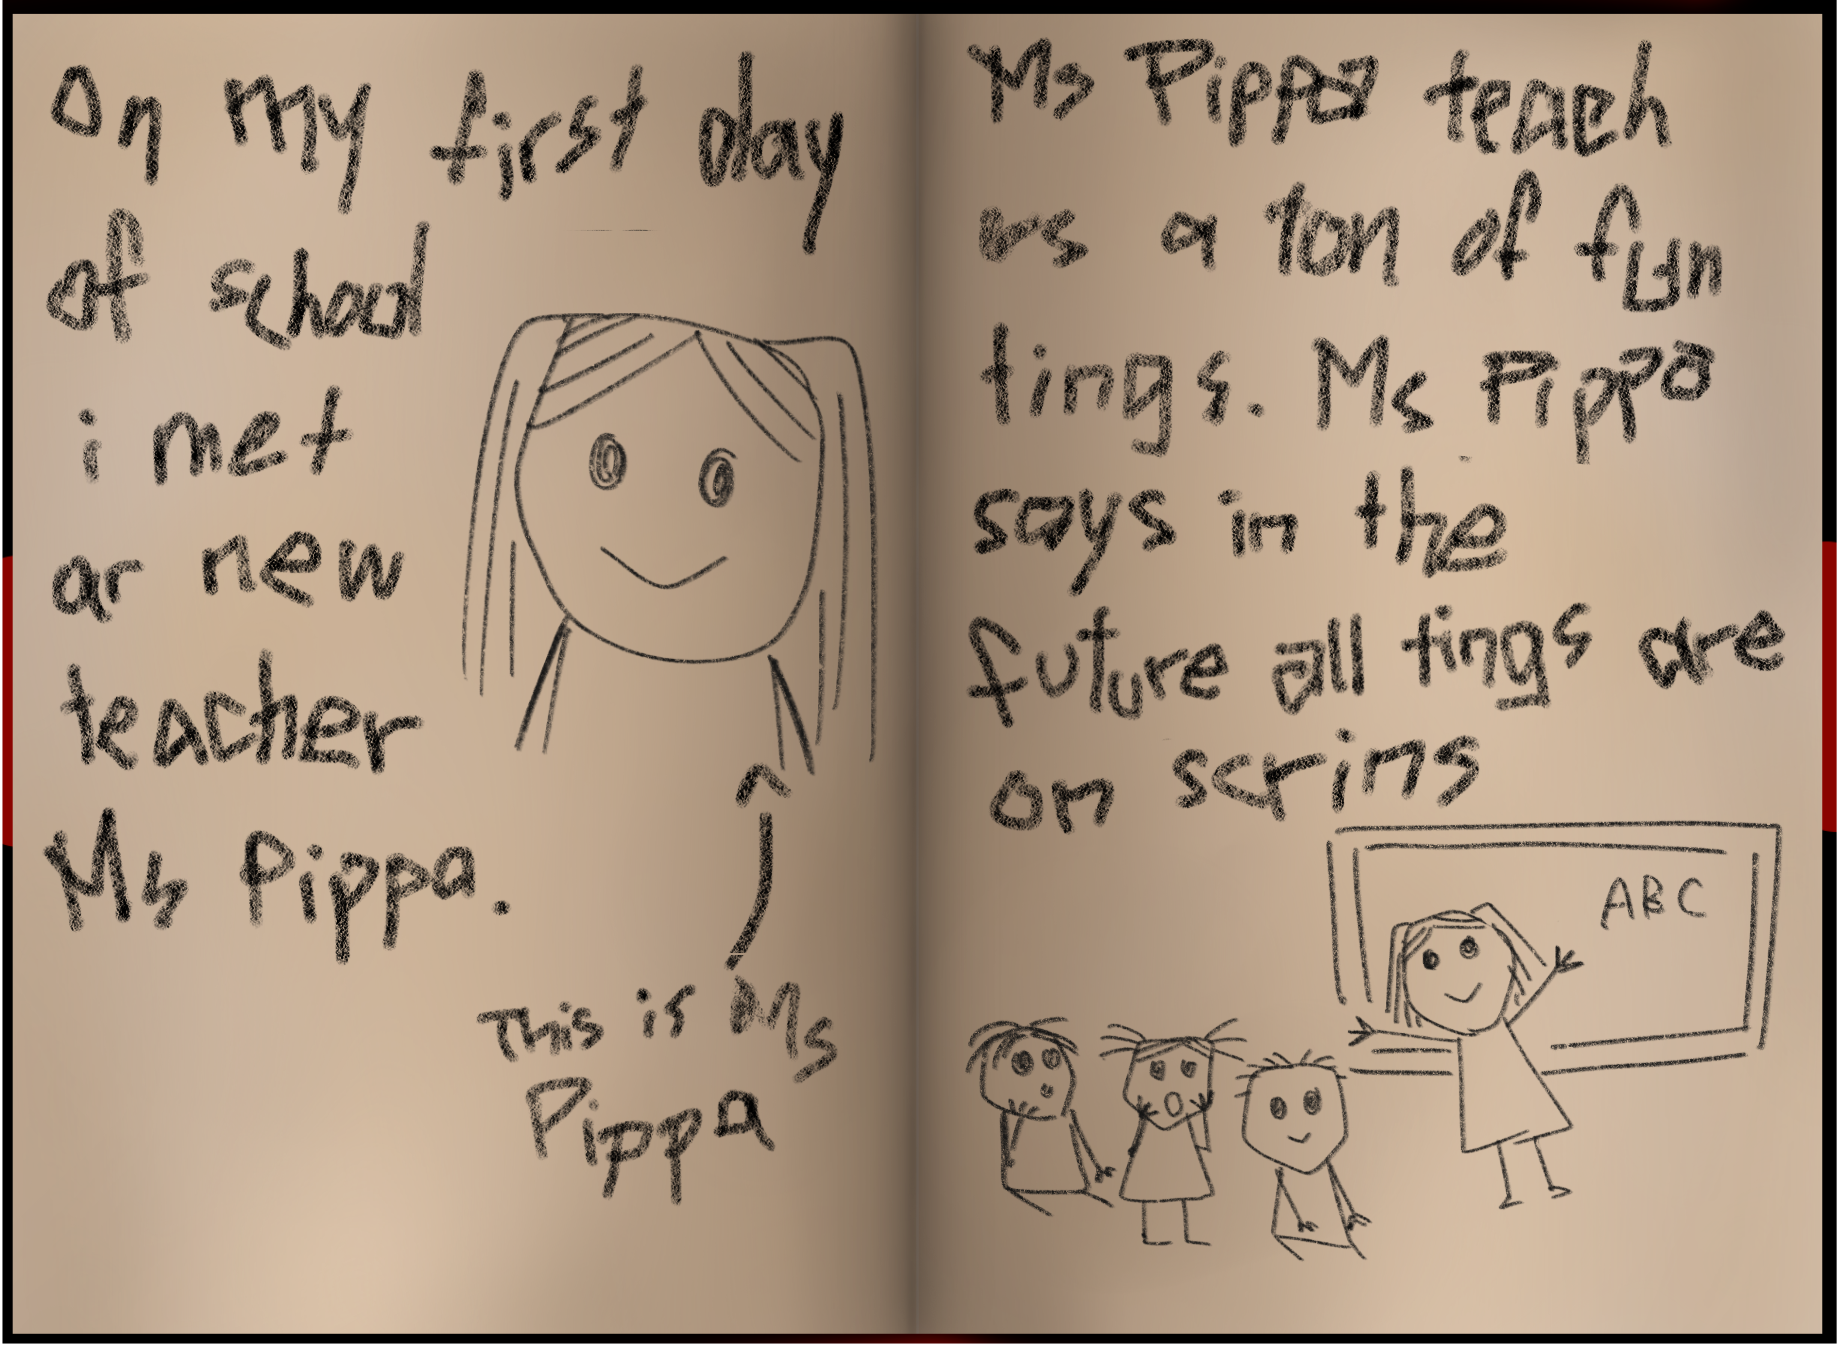 On my first day
of school
i met
ar new
teacher
Ms Pippa.
This is Ms
Pippa
Ms Pippa teach
us a ton of fun
tings. Ms Pippa
says in the
future all tings are
on scrins
ABC